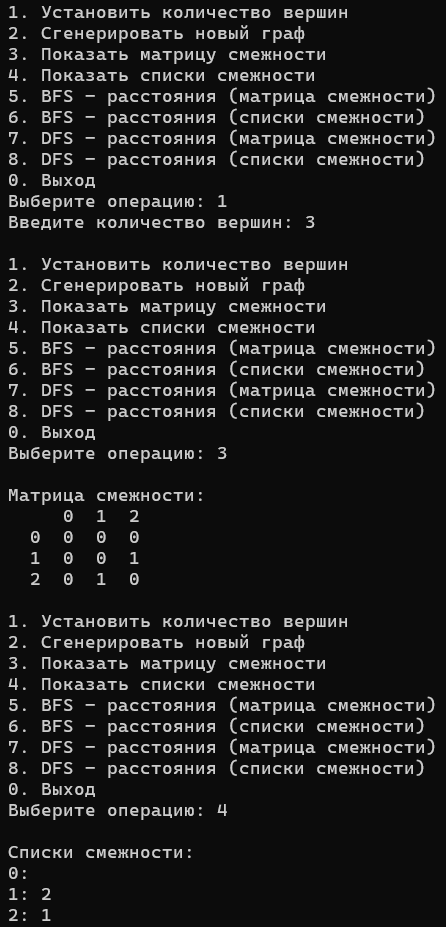 1. Установить количество вершин
2. Сгенерировать новый граф
3. Показать матрицу смежности
4. Показать списки смежности
5. BFS - расстояния (матрица смежности)
6. BFS - расстояния (списки смежности)
7. DFS - расстояния (матрица смежности)
8. DFS - расстояния (списки смежности)
0. Выход
Выберите операцию: 1
Введите количество вершин: 3

1. Установить количество вершин
2. Сгенерировать новый граф
3. Показать матрицу смежности
4. Показать списки смежности
5. BFS - расстояния (матрица смежности)
6. BFS - расстояния (списки смежности)
7. DFS - расстояния (матрица смежности)
8. DFS - расстояния (списки смежности)
0. Выход
Выберите операцию: 3

Матрица смежности:
     0  1  2
  0  0  0  0
  1  0  0  1
  2  0  1  0

1. Установить количество вершин
2. Сгенерировать новый граф
3. Показать матрицу смежности
4. Показать списки смежности
5. BFS - расстояния (матрица смежности)
6. BFS - расстояния (списки смежности)
7. DFS - расстояния (матрица смежности)
8. DFS - расстояния (списки смежности)
0. Выход
Выберите операцию: 4

Списки смежности:
0:
1: 2
2: 1